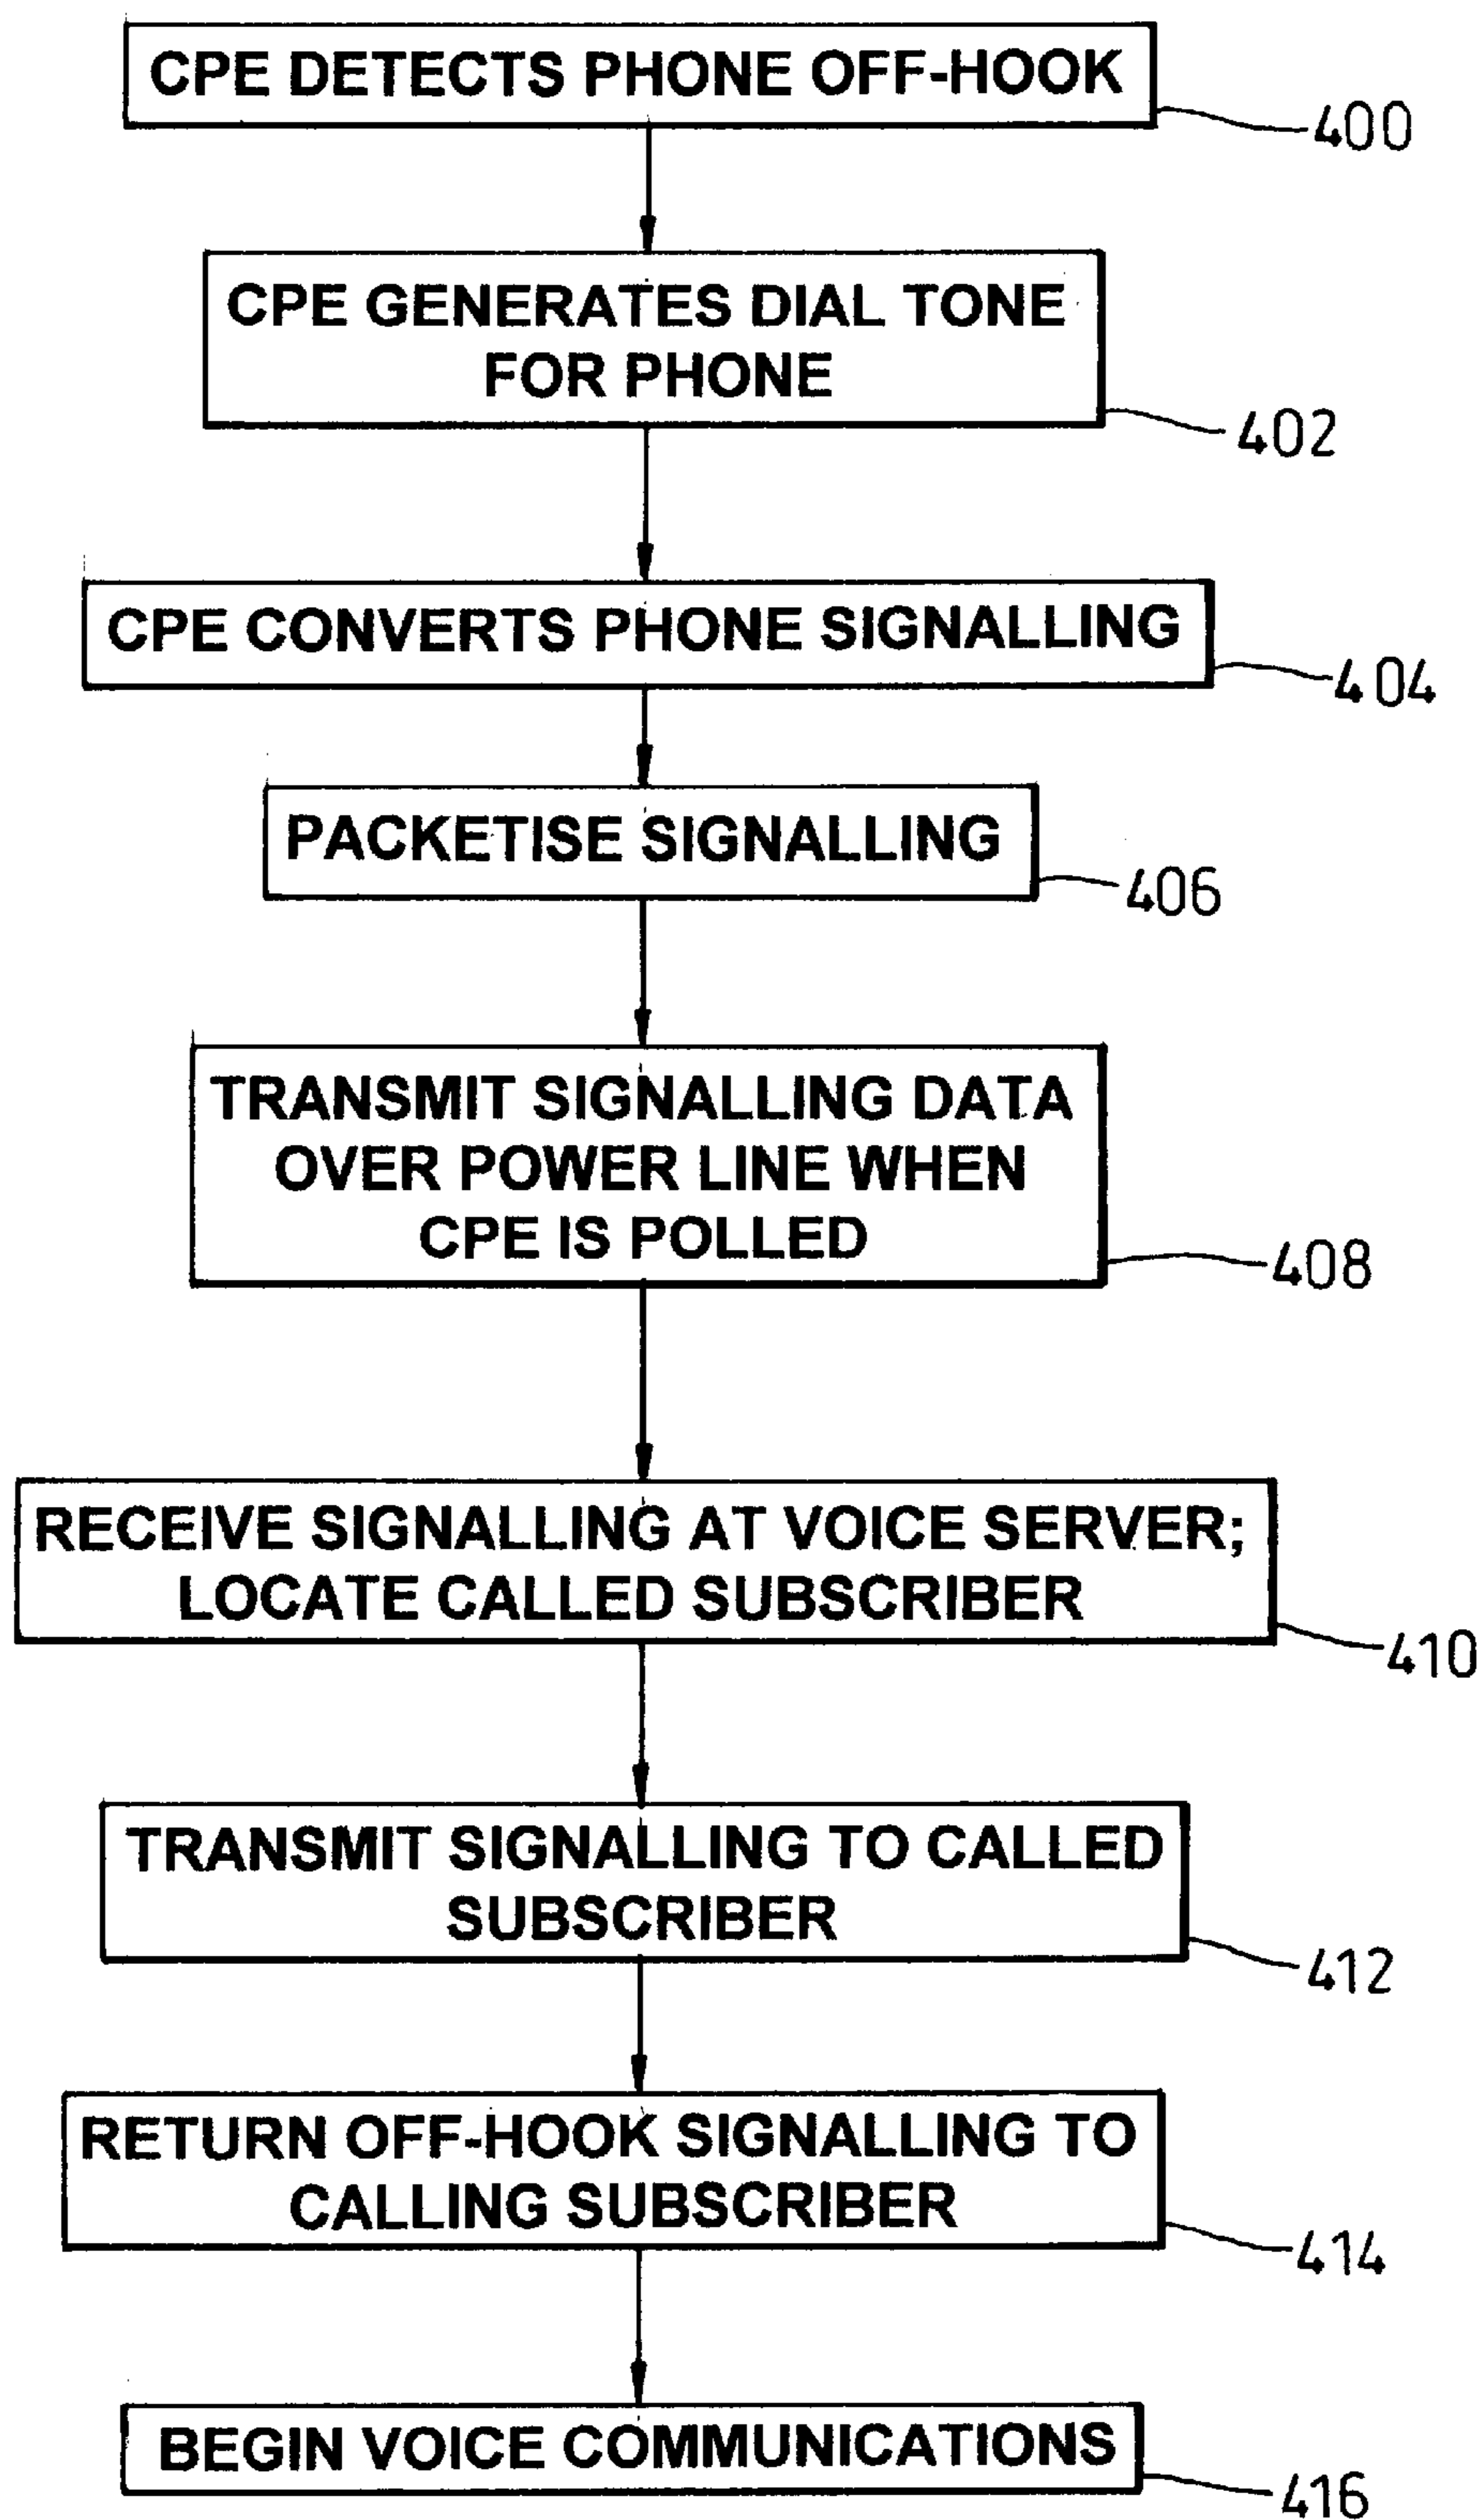 CPE DETECTS PHONE OFF-HOOK
400
CPE GENERATES DIAL TONE
FOR PHONE
402
CPE CONVERTS PHONE SIGNALLING
404
PACKETISE SIGNALLING
406
TRANSMIT SIGNALLING DATA
OVER POWER LINE WHEN
CPE IS POLLED
408
RECEIVE SIGNALLING AT VOICE SERVER;
LOCATE CALLED SUBSCRIBER
410
TRANSMIT SIGNALLING TO CALLED
SUBSCRIBER
412
RETURN OFF-HOOK SIGNALLING TO
CALLING SUBSCRIBER
414
BEGIN VOICE COMMUNICATIONS
416